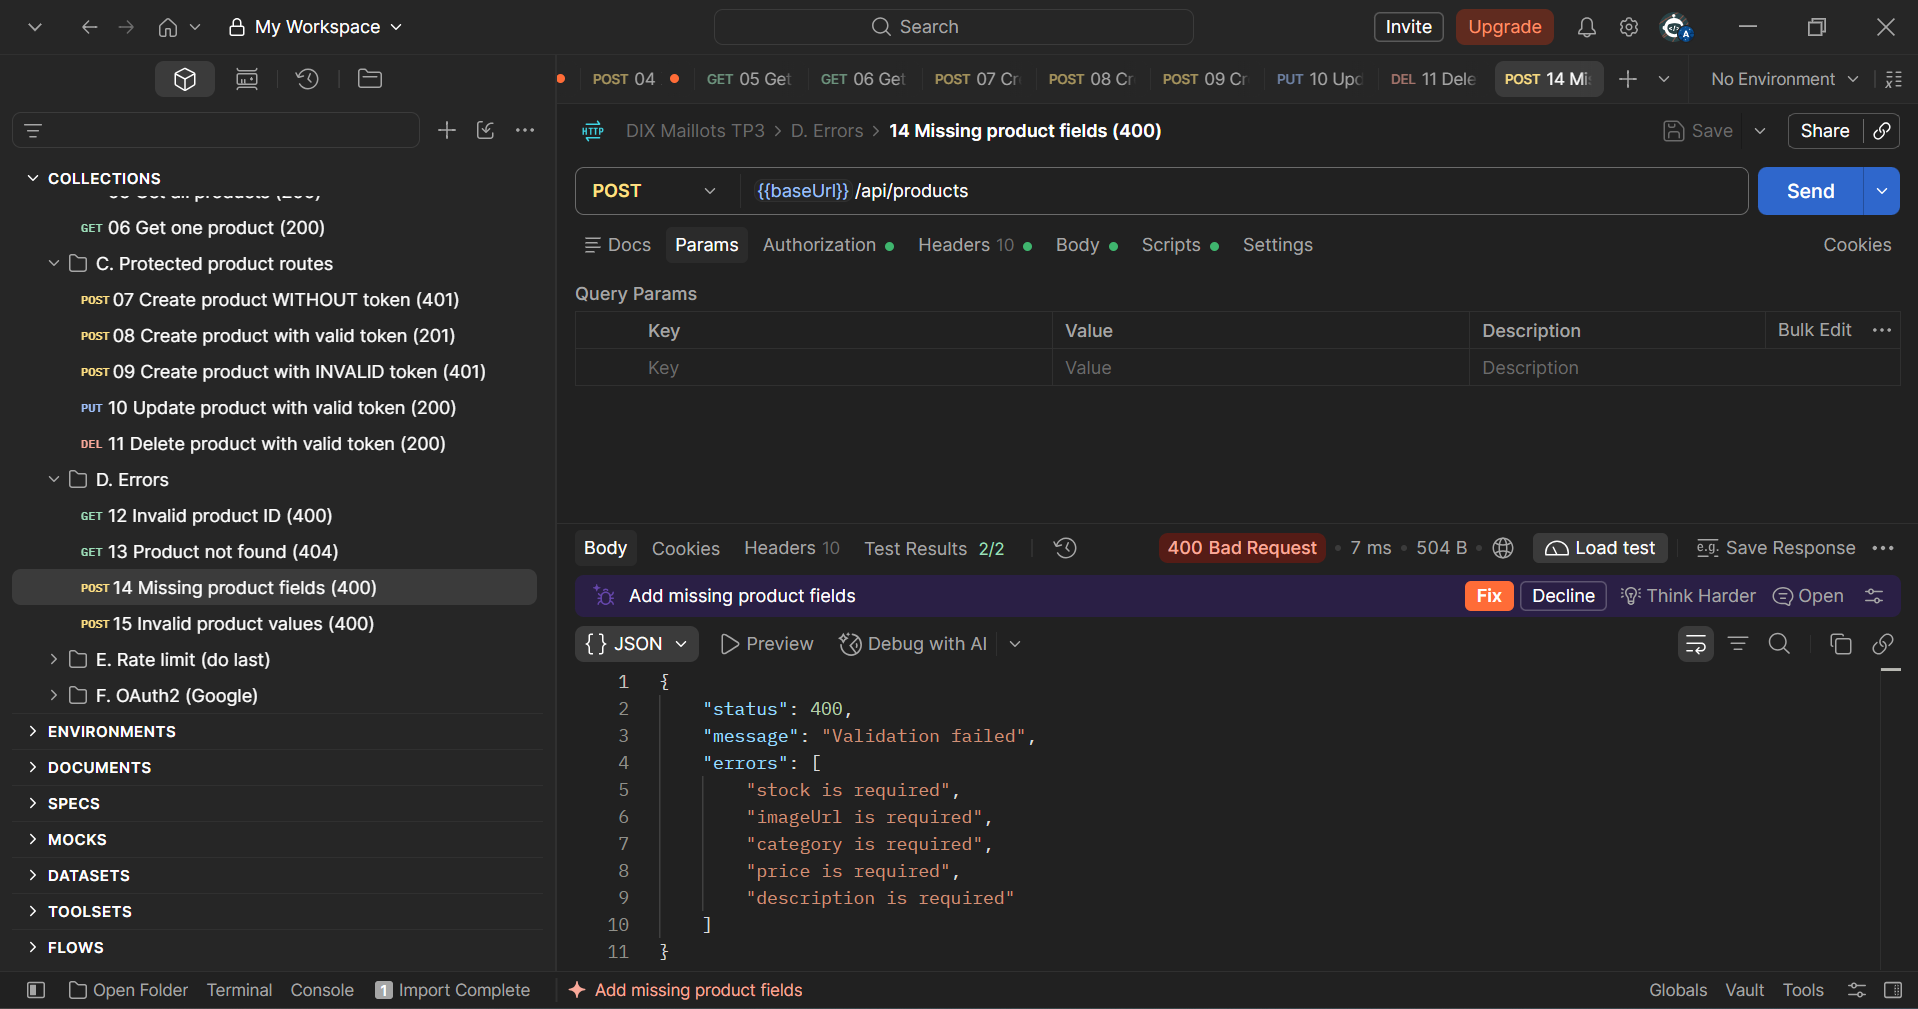 My Workspace
Search
Invite
Upgrade
POST 04
GET 05 Get
GET 06 Get
POST 07 Cr
POST 08 Cr
POST 09 Cr
PUT 10 Upd
DEL 11 Dele
POST 14 Mi
No Environment
HTTP DIX Maillots TP3 > D. Errors > 14 Missing product fields (400)
Save
Share
COLLECTIONS
GET 06 Get one product (200)
C. Protected product routes
POST 07 Create product WITHOUT token (401)
POST 08 Create product with valid token (201)
POST 09 Create product with INVALID token (401)
PUT 10 Update product with valid token (200)
DEL 11 Delete product with valid token (200)
D. Errors
GET 12 Invalid product ID (400)
GET 13 Product not found (404)
POST 14 Missing product fields (400)
POST 15 Invalid product values (400)
E. Rate limit (do last)
F. OAuth2 (Google)
ENVIRONMENTS
DOCUMENTS
SPECS
MOCKS
DATASETS
TOOLSETS
FLOWS
POST
{{baseUrl}} /api/products
Send
Docs
Params
Authorization
Headers 10
Body
Scripts
Settings
Cookies
Query Params
Key Value Description Bulk Edit
Key Value Description
Body
Cookies
Headers 10
Test Results 2/2
400 Bad Request
7 ms
504 B
Load test
e.g. Save Response
Add missing product fields
Fix
Decline
Think Harder
Open
{} JSON
Preview
Debug with AI
1 {
2 "status": 400,
3 "message": "Validation failed",
4 "errors": [
5 "stock is required",
6 "imageUrl is required",
7 "category is required",
8 "price is required",
9 "description is required"
10 ]
11 }
Open Folder
Terminal
Console
1 Import Complete
Add missing product fields
Globals
Vault
Tools